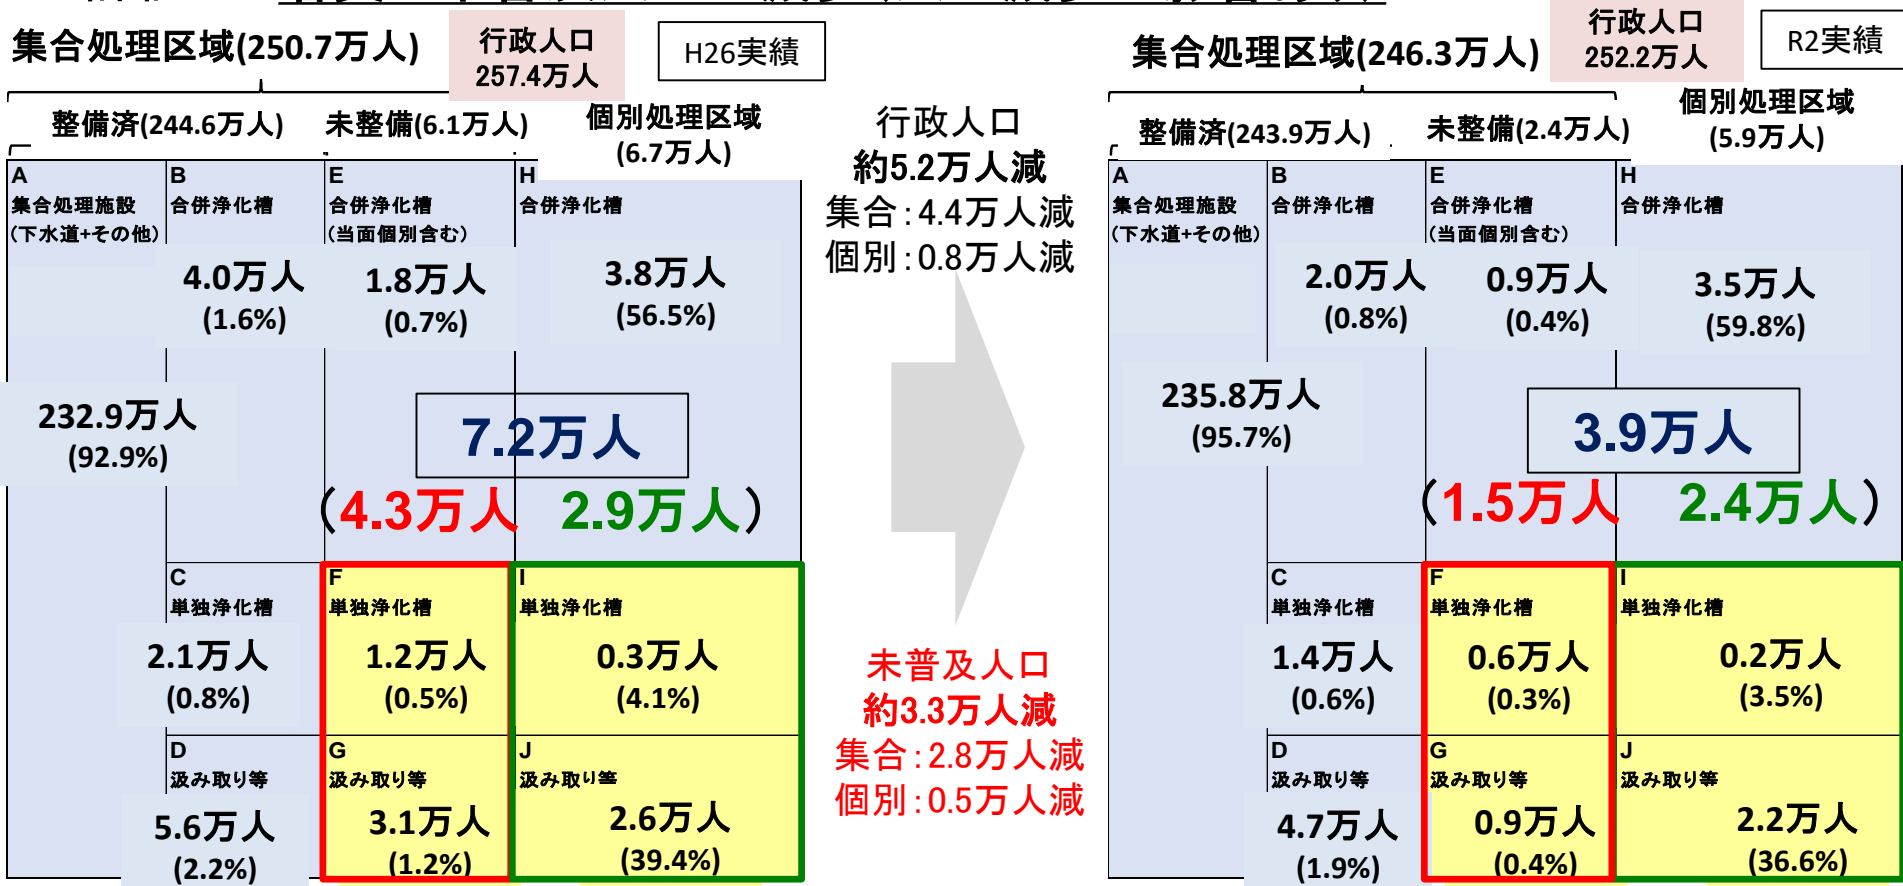 集合処理区域(250.7万人)
行政人口
257.4万人
H26実績
整備済(244.6万人)
未整備(6.1万人)
個別処理区域
(6.7万人)
A
集合処理施設
(下水道+その他)
232.9万人
(92.9%)
B
合併浄化槽
4.0万人
(1.6%)
E
合併浄化槽
(当面個別含む)
1.8万人
(0.7%)
H
合併浄化槽
3.8万人
(56.5%)
7.2万人
(4.3万人 2.9万人)
C
単独浄化槽
2.1万人
(0.8%)
F
単独浄化槽
1.2万人
(0.5%)
I
単独浄化槽
0.3万人
(4.1%)
D
汲み取り等
5.6万人
(2.2%)
G
汲み取り等
3.1万人
(1.2%)
J
汲み取り等
2.6万人
(39.4%)
行政人口
約5.2万人減
集合:4.4万人減
個別:0.8万人減
未普及人口
約3.3万人減
集合:2.8万人減
個別:0.5万人減
集合処理区域(246.3万人)
行政人口
252.2万人
R2実績
整備済(243.9万人)
未整備(2.4万人)
個別処理区域
(5.9万人)
A
集合処理施設
(下水道+その他)
235.8万人
(95.7%)
B
合併浄化槽
2.0万人
(0.8%)
E
合併浄化槽
(当面個別含む)
0.9万人
(0.4%)
H
合併浄化槽
3.5万人
(59.8%)
3.9万人
(1.5万人 2.4万人)
C
単独浄化槽
1.4万人
(0.6%)
F
単独浄化槽
0.6万人
(0.3%)
I
単独浄化槽
0.2万人
(3.5%)
D
汲み取り等
4.7万人
(1.9%)
G
汲み取り等
0.9万人
(0.4%)
J
汲み取り等
2.2万人
(36.6%)